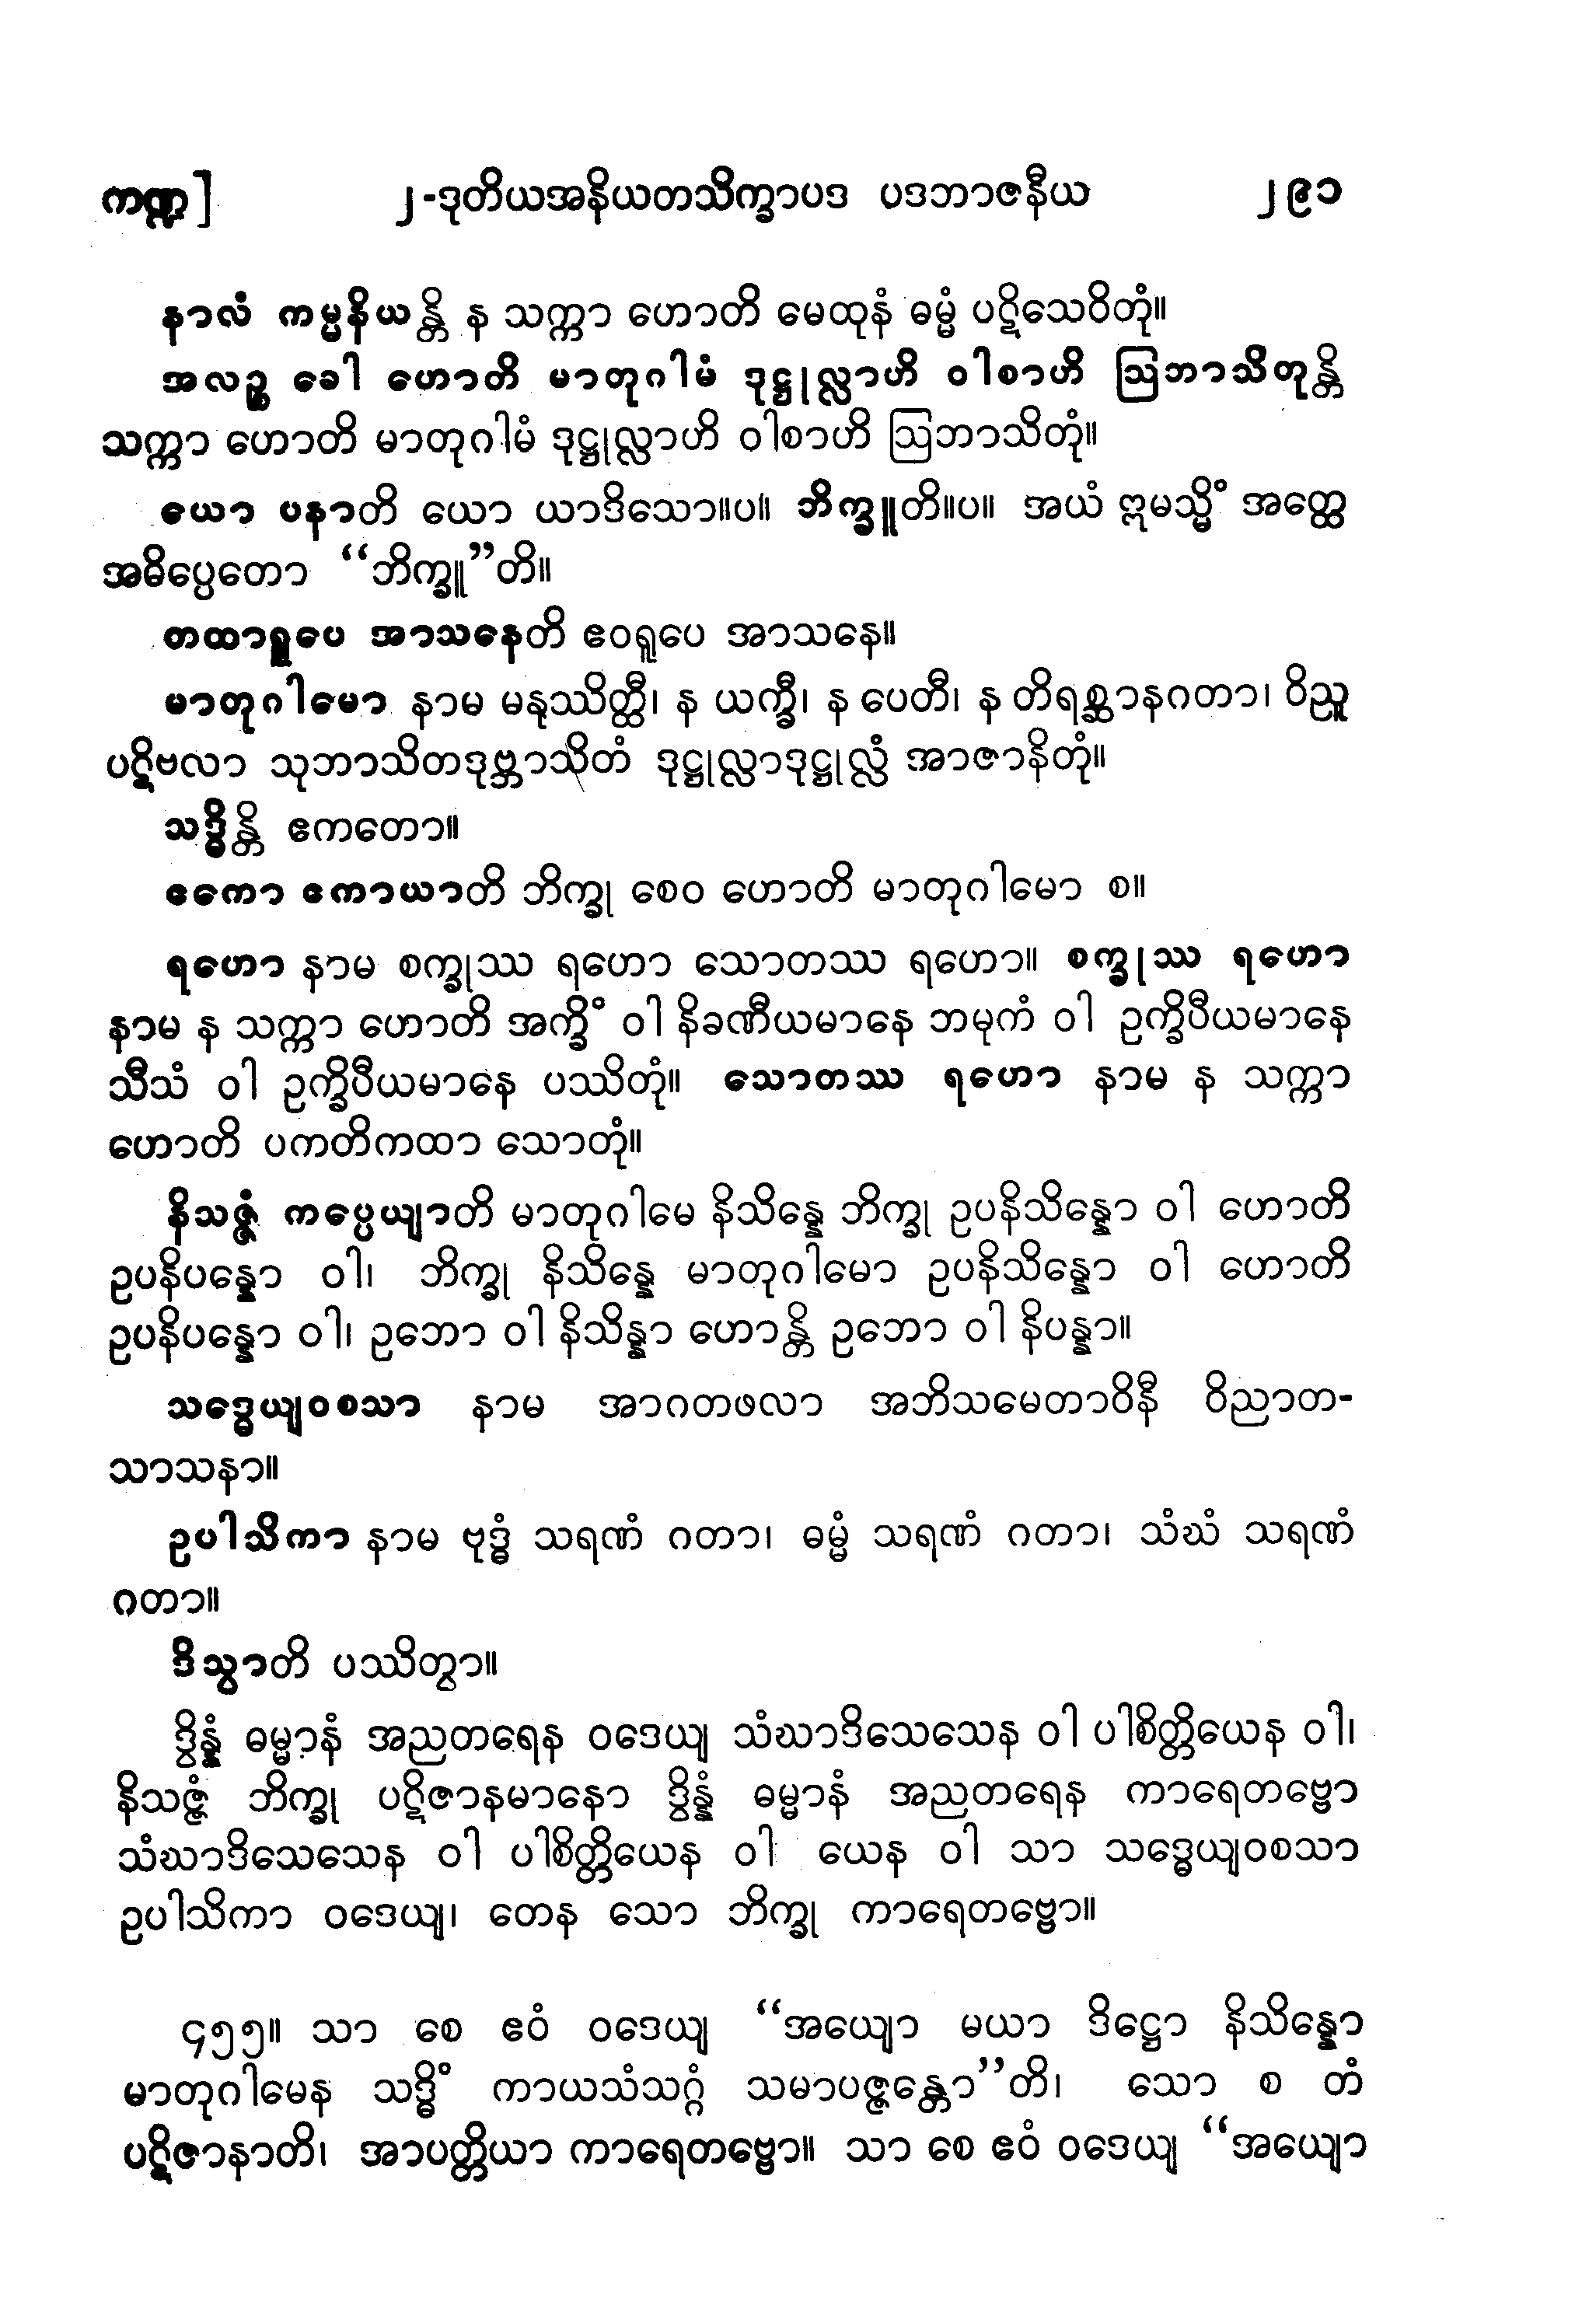 ကဏ္ဍ] ၂-ဒုတိယအနိယတသိက္ခာပဒ ပဒဘာဇနီယ ၂၉၁
နာလံ ကမ္မနိယန္တိ န သက္ကာ ဟောတိ မေထုနံ ဓမ္မံ ပဋိသေဝိတုံ။
အလဉ္စ ခေါ ဟောတိ မာတုဂါမံ ဒုဋ္ဌုလ္လာဟိ ဝါစာဟိ ဩဘာသိတုန္တိ
သက္ကာ ဟောတိ မာတုဂါမံ ဒုဋ္ဌုလ္လာဟိ ဝါစာဟိ ဩဘာသိတုံ။
ယော ပနာတိ ယော ယာဒိသော။ပ။ ဘိက္ခူတိ။ပ။ အယံ ဣမသ္မိံ အတ္ထေ
အဓိပ္ပေတော “ဘိက္ခူ”တိ။
တထာရူပေ အာသနေတိ ဧဝရူပေ အာသနေ။
မာတုဂါမော နာမ မနုဿိတ္ထီ၊ န ယက္ခီ၊ န ပေတီ၊ န တိရစ္ဆာနဂတာ၊ ဝိညူ
ပဋိဗလာ သုဘာသိတဒုဗ္ဘာသိတံ ဒုဋ္ဌုလ္လာဒုဋ္ဌုလ္လံ အာဇာနိတုံ။
သဒ္ဓိန္တိ ဧကတော။
ဧကော ဧကာယာတိ ဘိက္ခု စေဝ ဟောတိ မာတုဂါမော စ။
ရဟော နာမ စက္ခုဿ ရဟော သောတဿ ရဟော။ စက္ခုဿ ရဟော
နာမ န သက္ကာ ဟောတိ အက္ခိံ ဝါ နိခဏီယမာနေ ဘမုကံ ဝါ ဥက္ခိပီယမာနေ
သီသံ ဝါ ဥက္ခိပီယမာနေ ပဿိတုံ။ သောတဿ ရဟော နာမ န သက္ကာ
ဟောတိ ပကတိကထာ သောတုံ။
နိသဇ္ဇံ ကပ္ပေယျာတိ မာတုဂါမေ နိသိန္နေ ဘိက္ခု ဥပနိသိန္နော ဝါ ဟောတိ
ဥပနိပန္နော ဝါ၊ ဘိက္ခု နိသိန္နေ မာတုဂါမော ဥပနိသိန္နော ဝါ ဟောတိ
ဥပနိပန္နော ဝါ၊ ဥဘော ဝါ နိသိန္နာ ဟောန္တိ ဥဘော ဝါ နိပန္နာ။
သဒ္ဓေယျဝစသာ နာမ အာဂတဖလာ အဘိသမေတာဝိနီ ဝိညာတ-
သာသနာ။
ဥပါသိကာ နာမ ဗုဒ္ဓံ သရဏံ ဂတာ၊ ဓမ္မံ သရဏံ ဂတာ၊ သံဃံ သရဏံ
ဂတာ။
ဒိသွာတိ ပဿိတွာ။
ဒွိန္နံ ဓမ္မာနံ အညတရေန ဝဒေယျ သံဃာဒိသေသေန ဝါ ပါစိတ္တိယေန ဝါ၊
နိသဇ္ဇံ ဘိက္ခု ပဋိဇာနမာနော ဒွိန္နံ ဓမ္မာနံ အညတရေန ကာရေတဗ္ဗော
သံဃာဒိသေသေန ဝါ ပါစိတ္တိယေန ဝါ ယေန ဝါ သာ သဒ္ဓေယျဝစသာ
ဥပါသိကာ ဝဒေယျ၊ တေန သော ဘိက္ခု ကာရေတဗ္ဗော။
၄၅၅။ သာ စေ ဧဝံ ဝဒေယျ “အယျော မယာ ဒိဋ္ဌော နိသိန္နော
မာတုဂါမေန သဒ္ဓိံ ကာယသံသဂ္ဂံ သမာပဇ္ဇန္တော”တိ၊ သော စ တံ
ပဋိဇာနာတိ၊ အာပတ္တိယာ ကာရေတဗ္ဗော။ သာ စေ ဧဝံ ဝဒေယျ “အယျော